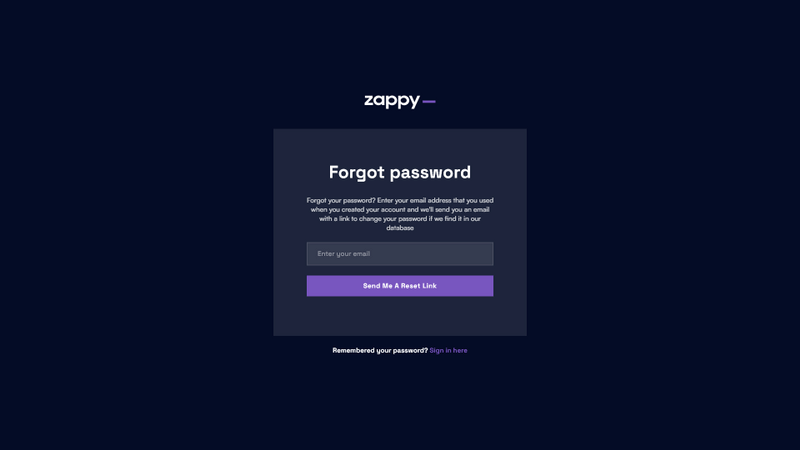 zappy
Forgot password
Forgot your password? Enter your email address that you used
when you created your account and we'll send you an email
with a link to change your password if we find it in our
database
Enter your email
Send Me A Reset Link
Remembered your password? Sign in here